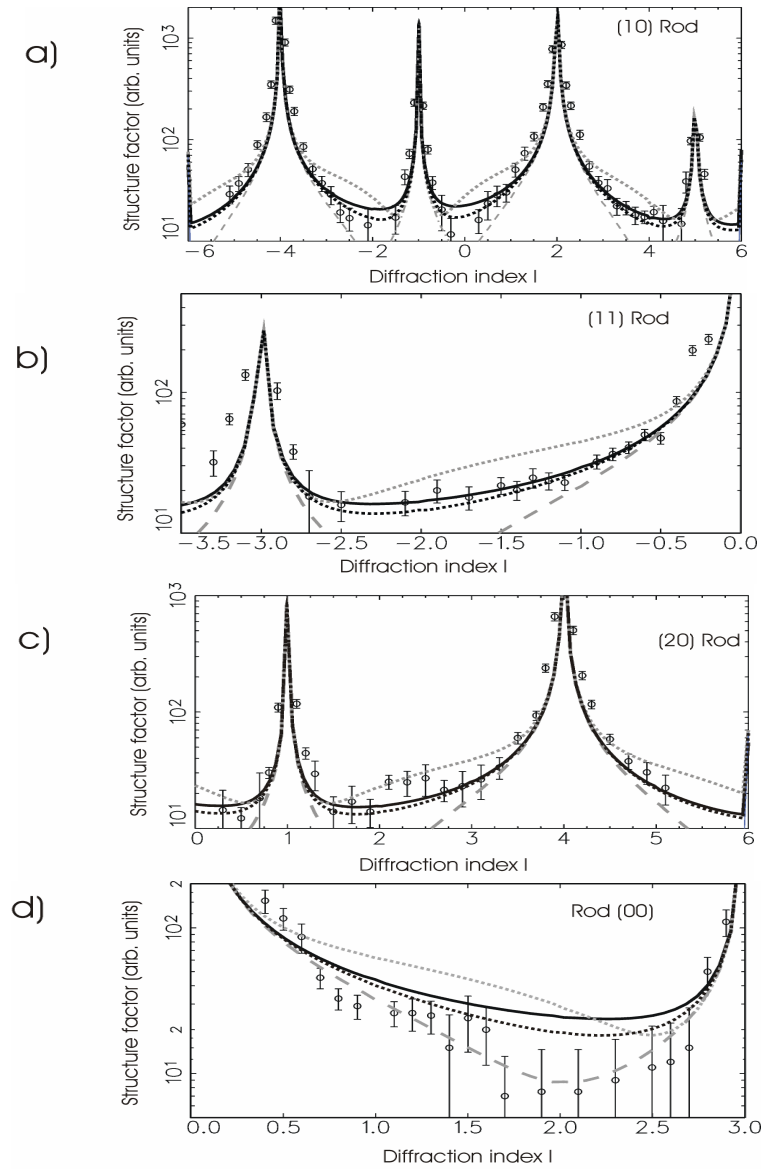 a)
(10) Rod
Structure factor (arb. units)
10³
10²
10¹
−6 −4 −2 0 2 4 6
Diffraction index l
b)
(11) Rod
Structure factor (arb. units)
10²
10¹
−3.5 −3.0 −2.5 −2.0 −1.5 −1.0 −0.5 0.0
Diffraction index l
c)
(20) Rod
Structure factor (arb. units)
10³
10²
10¹
0 1 2 3 4 5 6
Diffraction index l
d)
Rod (00)
Structure factor (arb. units)
2
10²
2
10¹
0.0 0.5 1.0 1.5 2.0 2.5 3.0
Diffraction index l